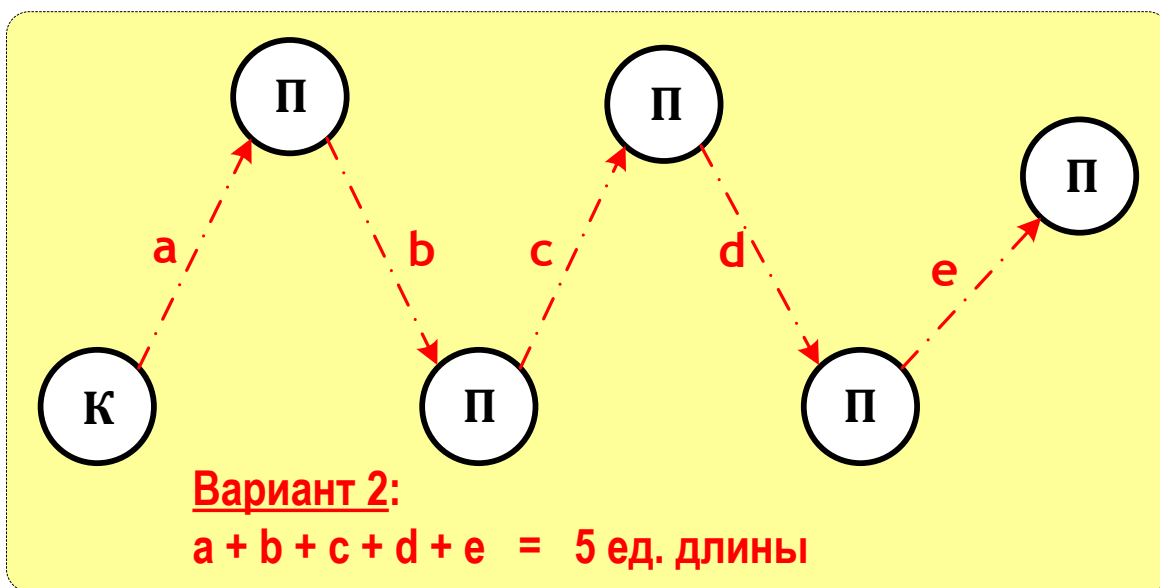 П
П
П
a
b
c
d
e
К
П
П
Вариант 2:
a + b + c + d + e = 5 ед. длины